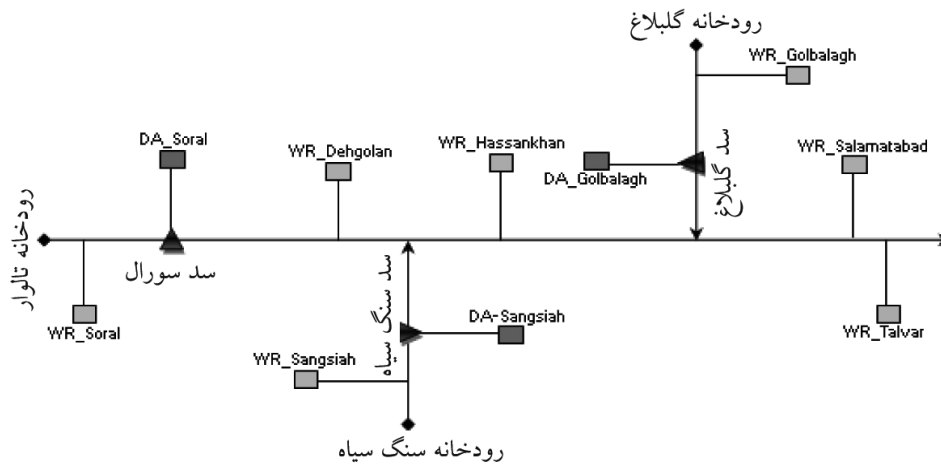 رودخانه گلبلاغ
WR_Golbalagh
DA_Soral
WR_Dehgolan
WR_Hassankhan
DA_Golbalagh
سد گلبلاغ
WR_Salamatabad
رودخانه تالوار
سد سورال
WR_Soral
سد سنگ سیاه
DA-Sangsiah
WR_Talvar
WR_Sangsiah
رودخانه سنگ سیاه